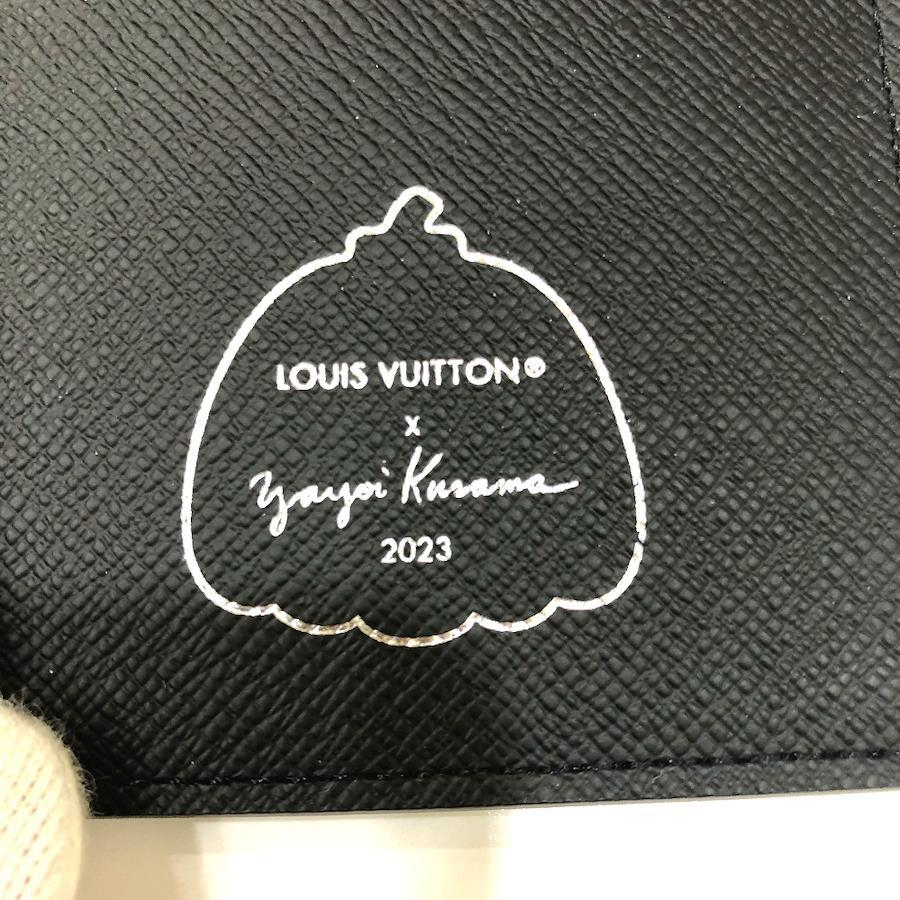 LOUIS VUITTON®
x
Yayoi Kusama
2023